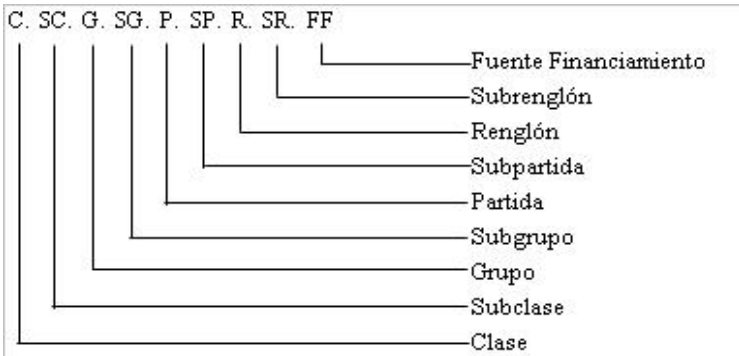 C. SC. G. SG. P. SP. R. SR. FF
Fuente Financiamiento
Subrenglón
Renglón
Subpartida
Partida
Subgrupo
Grupo
Subclase
Clase